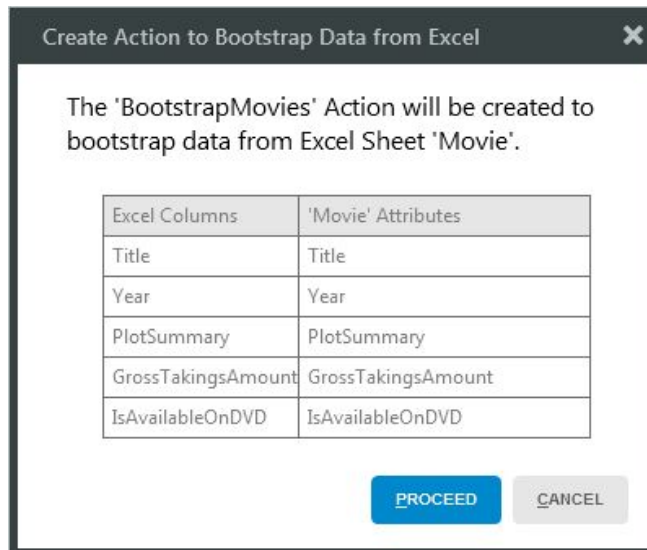 Create Action to Bootstrap Data from Excel
The 'BootstrapMovies' Action will be created to
bootstrap data from Excel Sheet 'Movie'.
Excel Columns 'Movie' Attributes
Title Title
Year Year
PlotSummary PlotSummary
GrossTakingsAmount GrossTakingsAmount
IsAvailableOnDVD IsAvailableOnDVD
PROCEED CANCEL